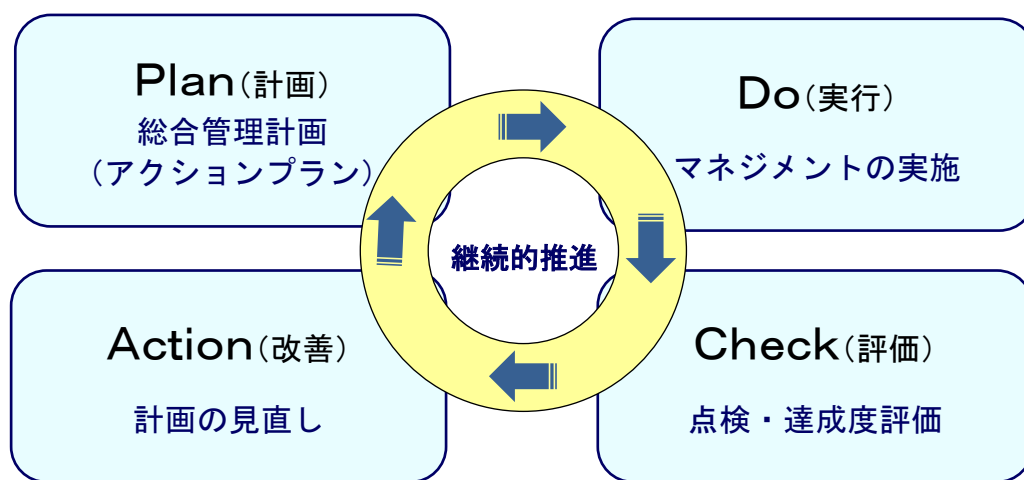 Plan(計画)
総合管理計画
(アクションプラン)
Do(実行)
マネジメントの実施
継続的推進
Action(改善)
計画の見直し
Check(評価)
点検・達成度評価